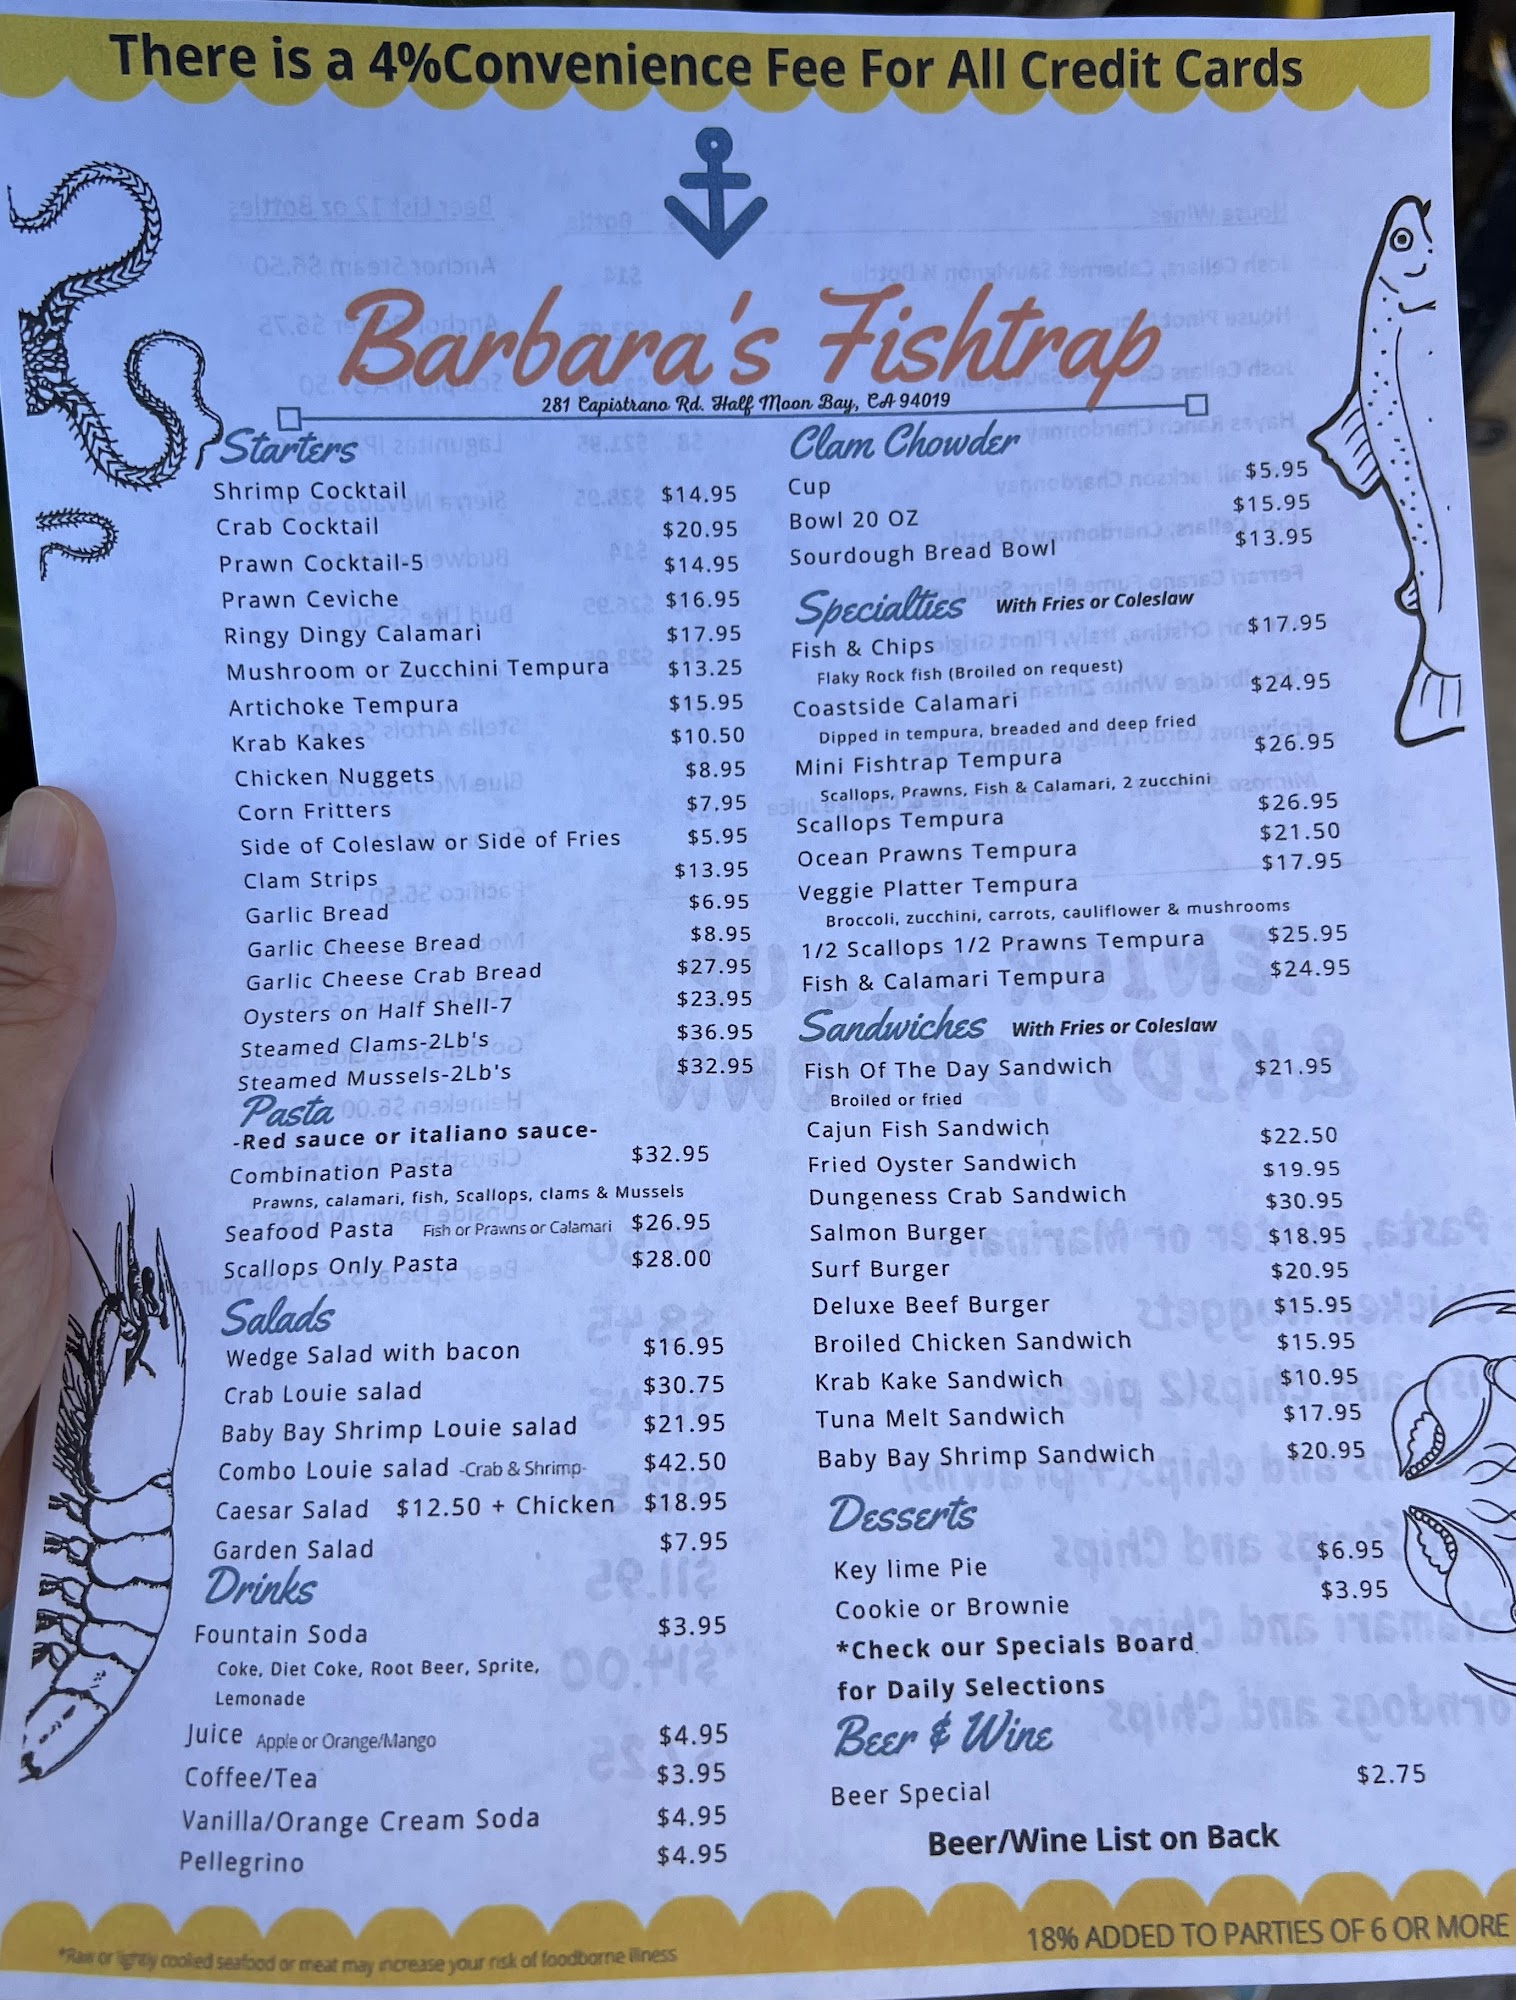 There is a 4%Convenience Fee For All Credit Cards
Barbara's Fishtrap
281 Capistrano Rd. Half Moon Bay, CA 94019
Starters
Shrimp Cocktail $14.95
Crab Cocktail $20.95
Prawn Cocktail-5 $14.95
Prawn Ceviche $16.95
Ringy Dingy Calamari $17.95
Mushroom or Zucchini Tempura $13.25
Artichoke Tempura $15.95
Krab Kakes $10.50
Chicken Nuggets $8.95
Corn Fritters $7.95
Side of Coleslaw or Side of Fries $5.95
Clam Strips $13.95
Garlic Bread $6.95
Garlic Cheese Bread $8.95
Garlic Cheese Crab Bread $27.95
Oysters on Half Shell-7 $23.95
Steamed Clams-2Lb's $36.95
Steamed Mussels-2Lb's $32.95
Pasta
-Red sauce or italiano sauce-
Combination Pasta $32.95
Prawns, calamari, fish, Scallops, clams & Mussels
Seafood Pasta Fish or Prawns or Calamari $26.95
Scallops Only Pasta $28.00
Salads
Wedge Salad with bacon $16.95
Crab Louie salad $30.75
Baby Bay Shrimp Louie salad $21.95
Combo Louie salad -Crab & Shrimp- $42.50
Caesar Salad $12.50 + Chicken $18.95
Garden Salad $7.95
Drinks
Fountain Soda $3.95
Coke, Diet Coke, Root Beer, Sprite,
Lemonade
Juice Apple or Orange/Mango $4.95
Coffee/Tea $3.95
Vanilla/Orange Cream Soda $4.95
Pellegrino $4.95
Clam Chowder
Cup $5.95
Bowl 20 OZ $15.95
Sourdough Bread Bowl $13.95
Specialties With Fries or Coleslaw
Fish & Chips $17.95
Flaky Rock fish (Broiled on request)
Coastside Calamari $24.95
Dipped in tempura, breaded and deep fried
Mini Fishtrap Tempura $26.95
Scallops, Prawns, Fish & Calamari, 2 zucchini
Scallops Tempura $26.95
Ocean Prawns Tempura $21.50
Veggie Platter Tempura $17.95
Broccoli, zucchini, carrots, cauliflower & mushrooms
1/2 Scallops 1/2 Prawns Tempura $25.95
Fish & Calamari Tempura $24.95
Sandwiches With Fries or Coleslaw
Fish Of The Day Sandwich $21.95
Broiled or fried
Cajun Fish Sandwich $22.50
Fried Oyster Sandwich $19.95
Dungeness Crab Sandwich $30.95
Salmon Burger $18.95
Surf Burger $20.95
Deluxe Beef Burger $15.95
Broiled Chicken Sandwich $15.95
Krab Kake Sandwich $10.95
Tuna Melt Sandwich $17.95
Baby Bay Shrimp Sandwich $20.95
Desserts
Key lime Pie $6.95
Cookie or Brownie $3.95
*Check our Specials Board
for Daily Selections
Beer & Wine
Beer Special $2.75
Beer/Wine List on Back
18% ADDED TO PARTIES OF 6 OR MORE
*Raw or lightly cooked seafood or meat may increase your risk of foodborne illness